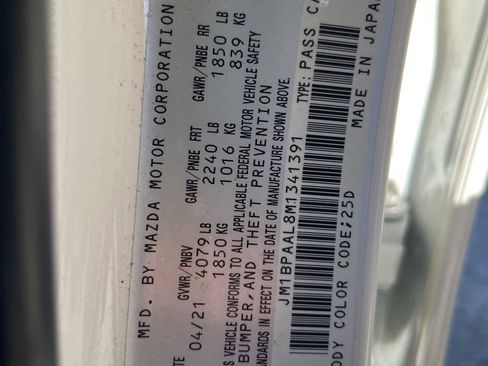 MFD. BY MAZDA MOTOR CORPORATION
GVWR/PNBV GAWR/PNBE FRT GAWR/PNBE RR
04/21 4079 LB 2240 LB 1850 LB
1850 KG 1016 KG 839 KG
VEHICLE CONFORMS TO ALL APPLICABLE FEDERAL MOTOR VEHICLE SAFETY
BUMPER, AND THEFT PREVENTION
IN EFFECT ON THE DATE OF MANUFACTURE SHOWN ABOVE.
JM1BPAAL8M1341391 TYPE: PASS
COLOR CODE:25D MADE IN